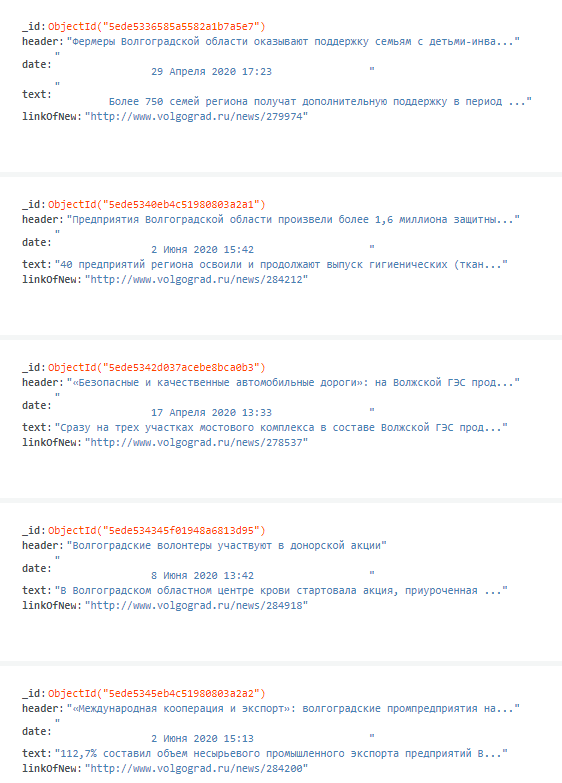 _id:ObjectId("5ede5336585a5582a1b7a5e7")
header:"Фермеры Волгоградской области оказывают поддержку семьям с детьми-инва..."
"
date:
29 Апреля 2020 17:23 "
"
text:
Более 750 семей региона получат дополнительную поддержку в период ..."
linkOfNew:"http://www.volgograd.ru/news/279974"
_id:ObjectId("5ede5340eb4c51980803a2a1")
header:"Предприятия Волгоградской области произвели более 1,6 миллиона защитны..."
"
date:
2 Июня 2020 15:42 "
text:"40 предприятий региона освоили и продолжают выпуск гигиенических (ткан..."
linkOfNew:"http://www.volgograd.ru/news/284212"
_id:ObjectId("5ede5342d037acebe8bca0b3")
header:"«Безопасные и качественные автомобильные дороги»: на Волжской ГЭС прод..."
"
date:
17 Апреля 2020 13:33 "
text:"Сразу на трех участках мостового комплекса в составе Волжской ГЭС прод..."
linkOfNew:"http://www.volgograd.ru/news/278537"
_id:ObjectId("5ede534345f01948a6813d95")
header:"Волгоградские волонтеры участвуют в донорской акции"
"
date:
8 Июня 2020 13:42 "
text:"В Волгоградском областном центре крови стартовала акция, приуроченная ..."
linkOfNew:"http://www.volgograd.ru/news/284918"
_id:ObjectId("5ede5345eb4c51980803a2a2")
header:"«Международная кооперация и экспорт»: волгоградские промпредприятия на..."
"
date:
2 Июня 2020 15:13 "
text:"112,7% составил объем несырьевого промышленного экспорта предприятий В..."
linkOfNew:"http://www.volgograd.ru/news/284200"